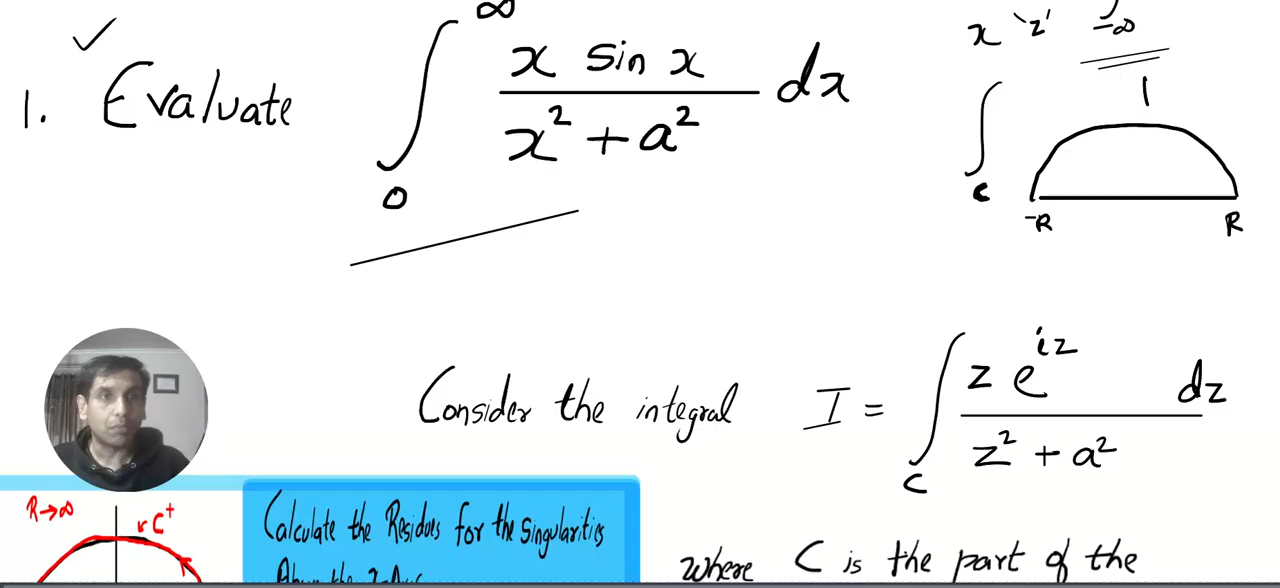 1. Evaluate ∫₀^∞ x sin x / x² + a² dx
x 'z' -∞
∫ c
-R R
Consider the integral I = ∫_C z e^{iz} / z² + a² dz
R→∞ C⁺
Calculate the Residues for the singularities
where C is the part of the